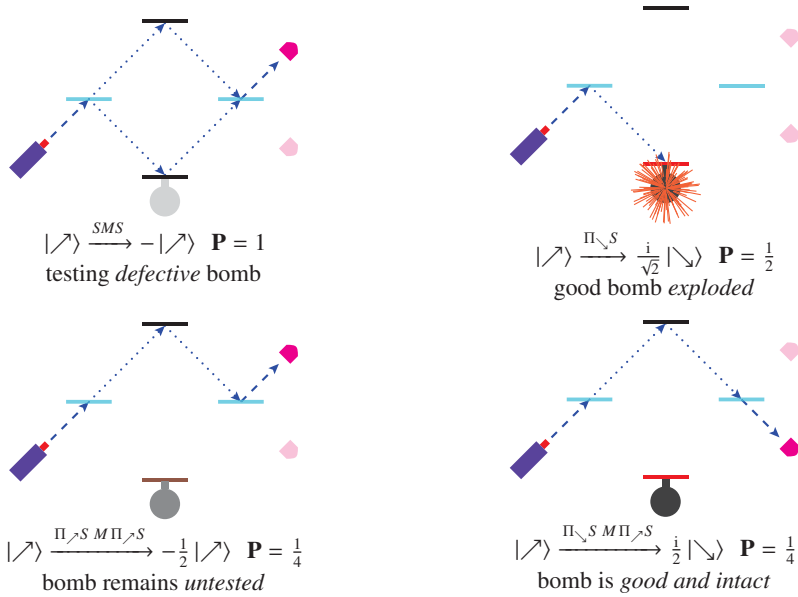 |↗⟩ —SMS→ −|↗⟩ P = 1
testing defective bomb
|↗⟩ —Π↘S→ i/√2 |↘⟩ P = 1/2
good bomb exploded
|↗⟩ —Π↗S M Π↗S→ −1/2 |↗⟩ P = 1/4
bomb remains untested
|↗⟩ —Π↘S M Π↗S→ i/2 |↘⟩ P = 1/4
bomb is good and intact